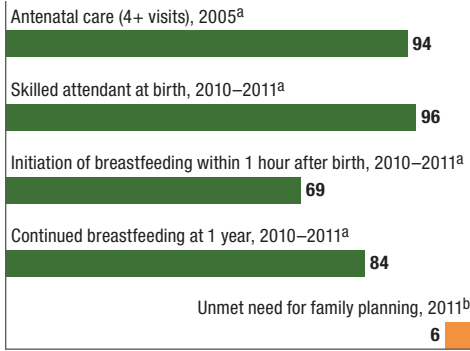 Antenatal care (4+ visits), 2005ª
94
Skilled attendant at birth, 2010–2011ª
96
Initiation of breastfeeding within 1 hour after birth, 2010–2011ª
69
Continued breastfeeding at 1 year, 2010–2011ª
84
Unmet need for family planning, 2011ᵇ
6